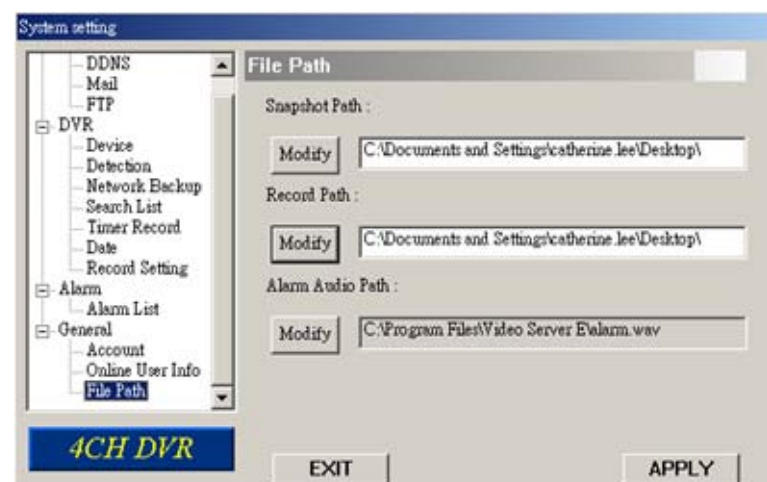 System setting
DDNS
Mail
FTP
DVR
Device
Detection
Network Backup
Search List
Timer Record
Date
Record Setting
Alarm
Alarm List
General
Account
Online User Info
File Path
4CH DVR
File Path
Snapshot Path :
Modify
C:\Documents and Settings\catherine.lee\Desktop\
Record Path :
Modify
C:\Documents and Settings\catherine.lee\Desktop\
Alarm Audio Path :
Modify
C:\Program Files\Video Server E\alarm.wav
EXIT
APPLY